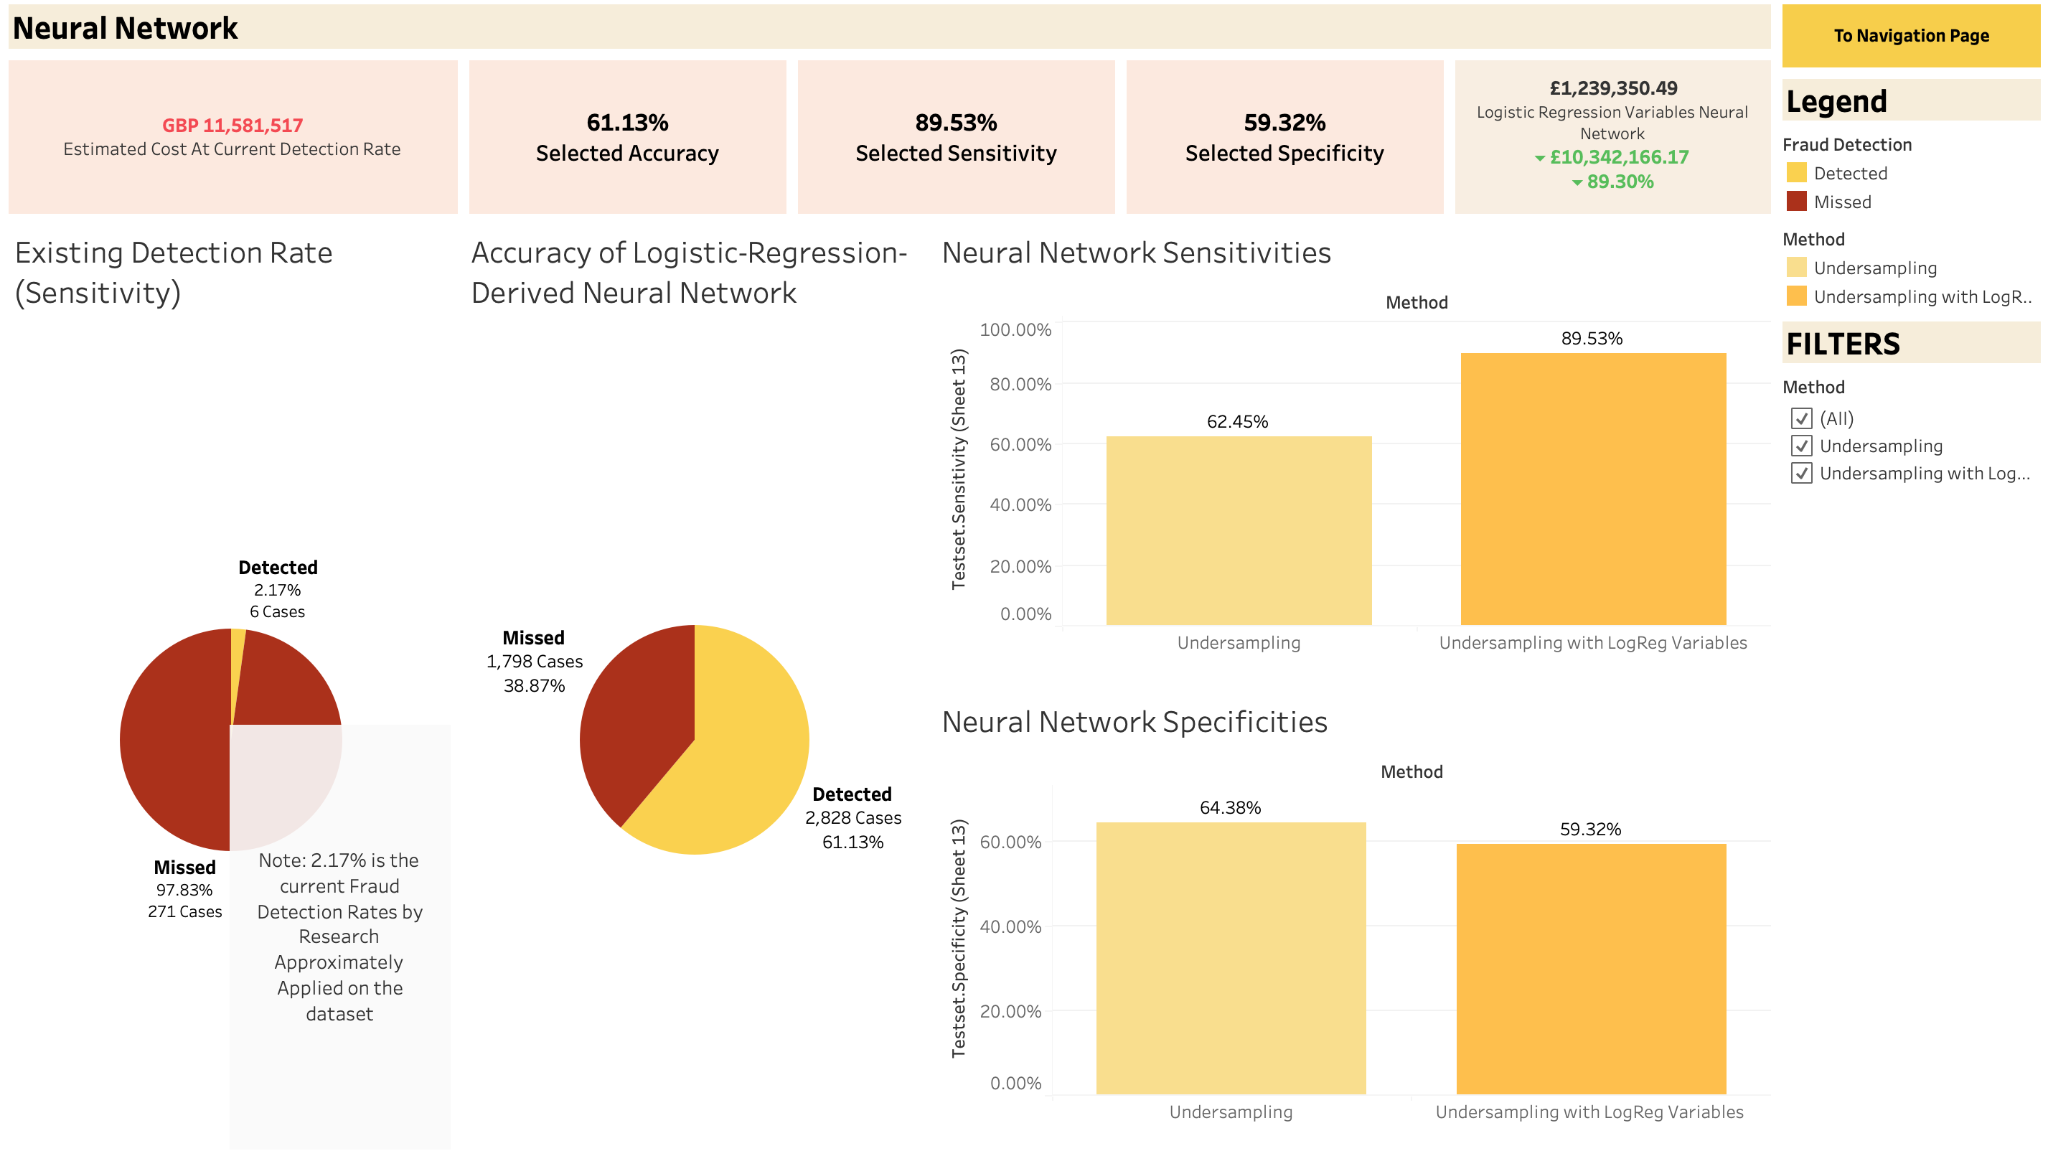 Neural Network
To Navigation Page
GBP 11,581,517
Estimated Cost At Current Detection Rate
61.13%
Selected Accuracy
89.53%
Selected Sensitivity
59.32%
Selected Specificity
£1,239,350.49
Logistic Regression Variables Neural
Network
£10,342,166.17
89.30%
Legend
Fraud Detection
Detected
Missed
Method
Undersampling
Undersampling with LogR..
FILTERS
Method
(All)
Undersampling
Undersampling with Log...
Existing Detection Rate
(Sensitivity)
Detected
2.17%
6 Cases
Missed
97.83%
271 Cases
Note: 2.17% is the
current Fraud
Detection Rates by
Research
Approximately
Applied on the
dataset
Accuracy of Logistic-Regression-
Derived Neural Network
Missed
1,798 Cases
38.87%
Detected
2,828 Cases
61.13%
Neural Network Sensitivities
Method
Testset.Sensitivity (Sheet 13)
100.00%
80.00%
60.00%
40.00%
20.00%
0.00%
62.45%
89.53%
Undersampling
Undersampling with LogReg Variables
Neural Network Specificities
Method
Testset.Specificity (Sheet 13)
60.00%
40.00%
20.00%
0.00%
64.38%
59.32%
Undersampling
Undersampling with LogReg Variables